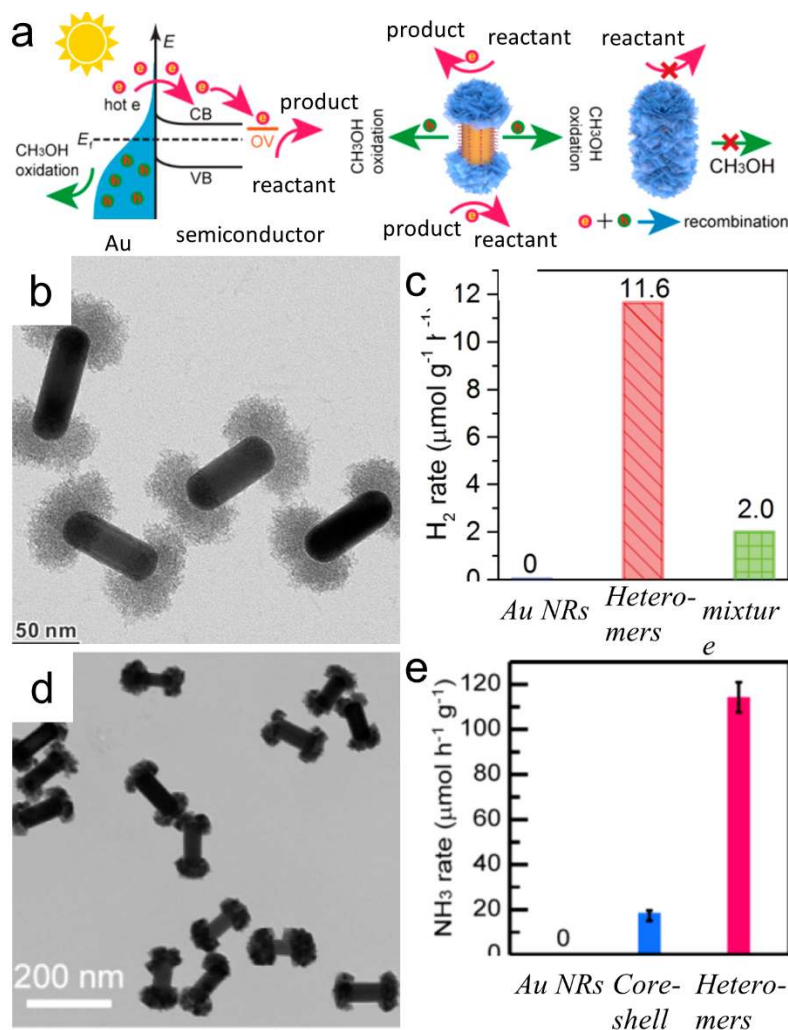 a
E
hot e
e
e
e
e
e
CB
OV
product
E_f
CH₃OH
oxidation
VB
reactant
h
h
h
h
h
h
Au
semiconductor
product
e
reactant
CH₃OH
oxidation
h
h
CH₃OH
oxidation
product
e
reactant
reactant
CH₃OH
e + h recombination
b
50 nm
c
H₂ rate (μmol g⁻¹
12
10
8
6
4
2
0
0
11.6
2.0
Au NRs
Hetero-
mers
mixtur
e
d
200 nm
e
NH₃ rate (μmol h⁻¹ g⁻¹)
120
100
80
60
40
20
0
0
Au NRs
Core-
shell
Hetero-
mers